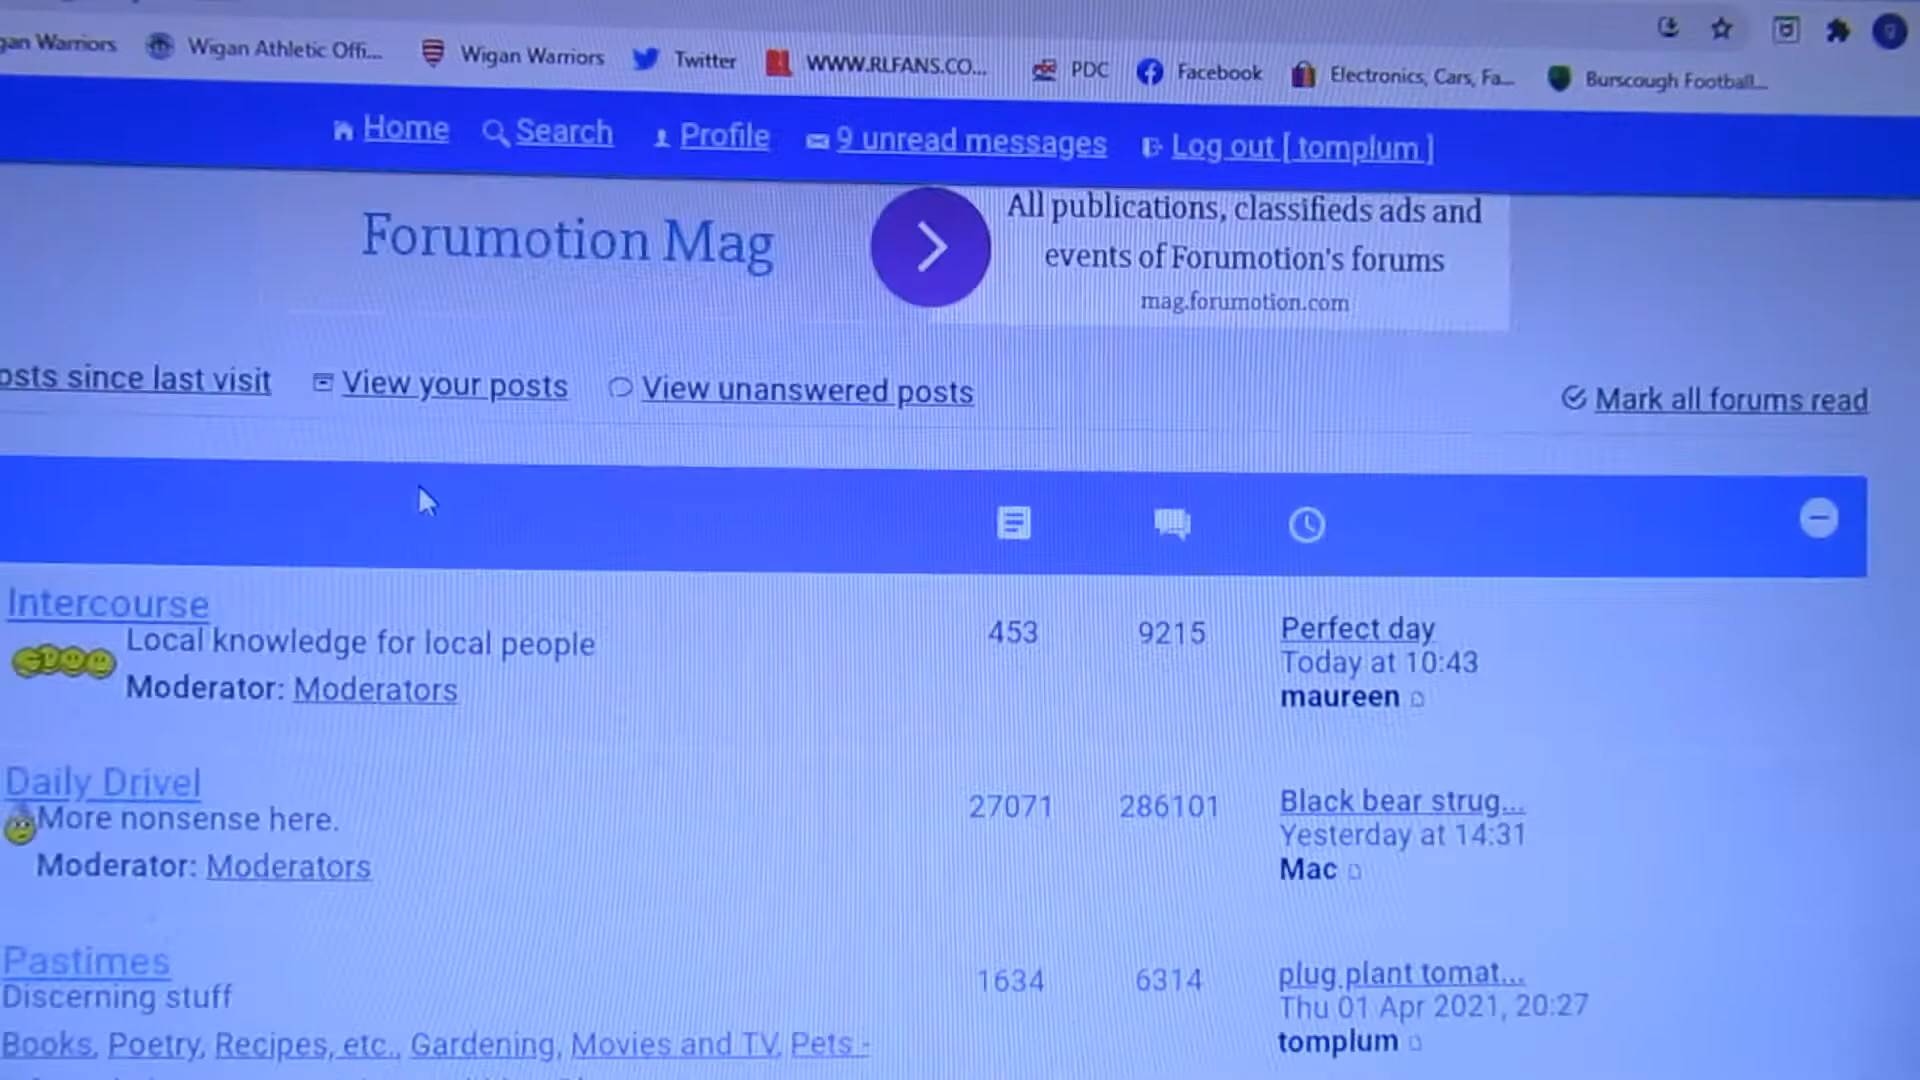 Wigan Athletic Offi...
Wigan Warriors
Twitter
WWW.RLFANS.CO...
PDC
Facebook
Electronics, Cars, Fa...
Burscough Football...
Warriors
Home
Search
Profile
9 unread messages
Log out [ tomplum ]
Forumotion Mag
All publications, classifieds ads and
events of Forumotion's forums
mag.forumotion.com
since last visit
View your posts
View unanswered posts
Mark all forums read
Intercourse
Local knowledge for local people
Moderator: Moderators
453
9215
Perfect day
Today at 10:43
maureen
Daily Drivel
More nonsense here.
Moderator: Moderators
27071
286101
Black bear strug...
Yesterday at 14:31
Mac
Pastimes
Discerning stuff
Books, Poetry, Recipes, etc., Gardening, Movies and TV, Pets -
1634
6314
plug plant tomat...
Thu 01 Apr 2021, 20:27
tomplum